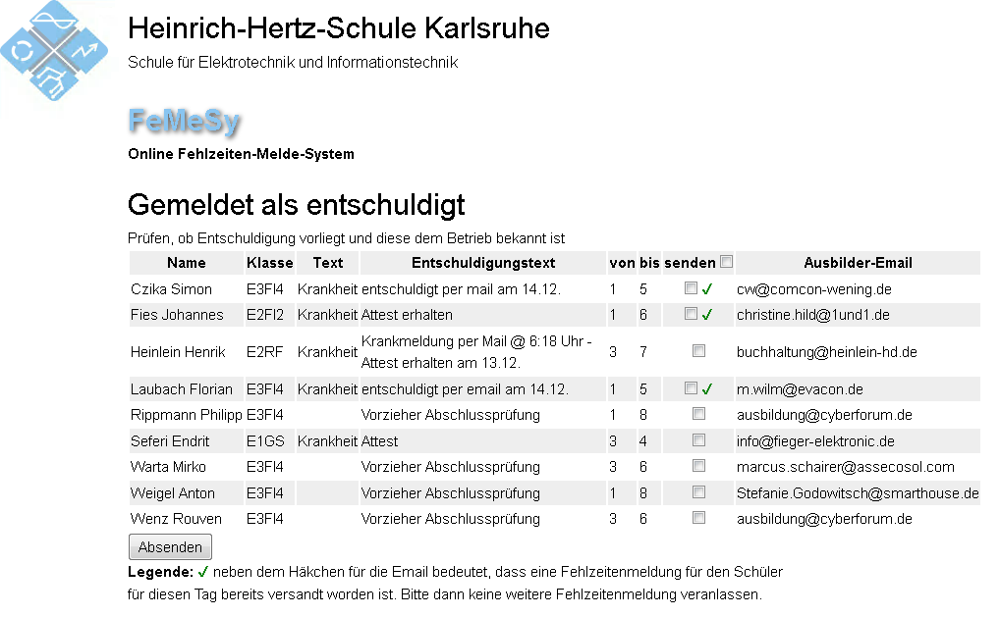 Heinrich-Hertz-Schule Karlsruhe
Schule für Elektrotechnik und Informationstechnik
FeMeSy
Online Fehlzeiten-Melde-System
Gemeldet als entschuldigt
Prüfen, ob Entschuldigung vorliegt und diese dem Betrieb bekannt ist
Name Klasse Text Entschuldigungstext von bis senden Ausbilder-Email
Czika Simon E3FI4 Krankheit entschuldigt per mail am 14.12. 1 5 ✓ cw@comcon-wening.de
Fies Johannes E2FI2 Krankheit Attest erhalten 1 6 ✓ christine.hild@1und1.de
Heinlein Henrik E2RF Krankheit Krankmeldung per Mail @ 6:18 Uhr - 3 7 buchhaltung@heinlein-hd.de
Attest erhalten am 13.12.
Laubach Florian E3FI4 Krankheit entschuldigt per email am 14.12. 1 5 ✓ m.wilm@evacon.de
Rippmann Philipp E3FI4 Vorzieher Abschlussprüfung 1 8 ausbildung@cyberforum.de
Seferi Endrit E1GS Krankheit Attest 3 4 info@fieger-elektronic.de
Warta Mirko E3FI4 Vorzieher Abschlussprüfung 3 6 marcus.schairer@assecosol.com
Weigel Anton E3FI4 Vorzieher Abschlussprüfung 1 8 Stefanie.Godowitsch@smarthouse.de
Wenz Rouven E3FI4 Vorzieher Abschlussprüfung 3 6 ausbildung@cyberforum.de
Absenden
Legende: ✓ neben dem Häkchen für die Email bedeutet, dass eine Fehlzeitenmeldung für den Schüler
für diesen Tag bereits versandt worden ist. Bitte dann keine weitere Fehlzeitenmeldung veranlassen.